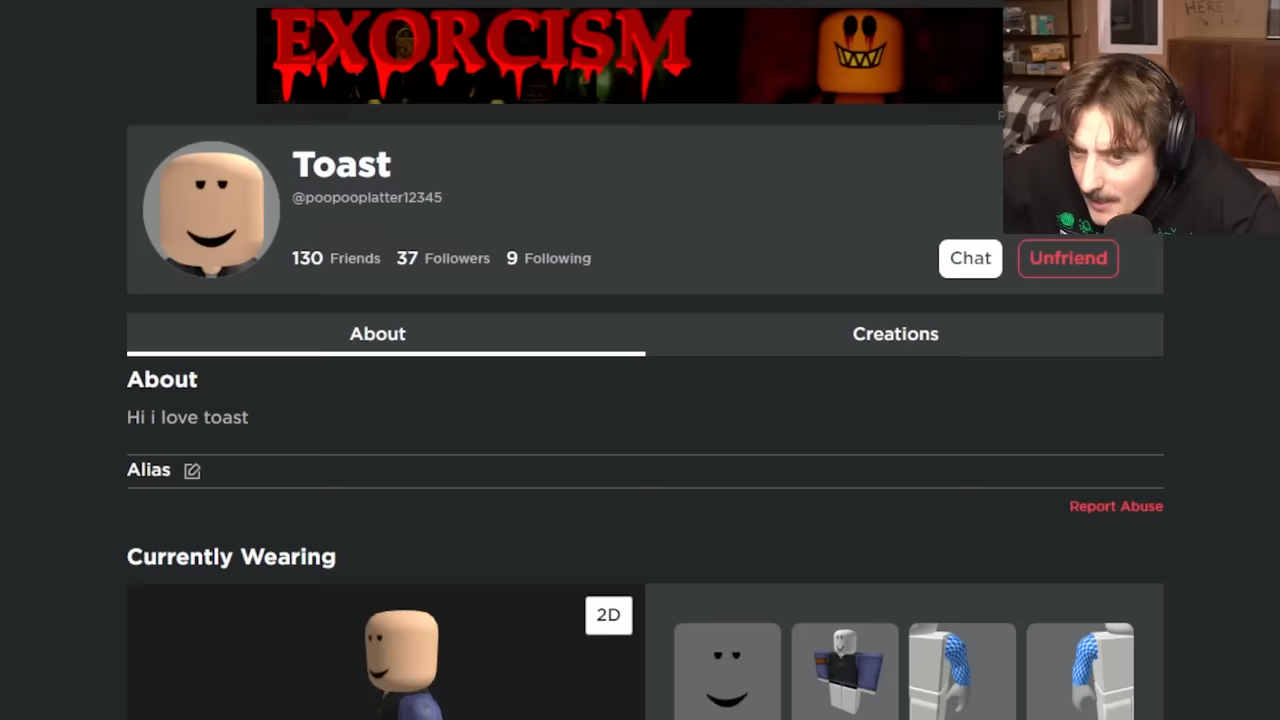 EXORCISM
HERE
Toast
@poopooplatter12345
130 Friends 37 Followers 9 Following
Chat Unfriend
About Creations
About
Hi i love toast
Alias
Report Abuse
Currently Wearing
2D